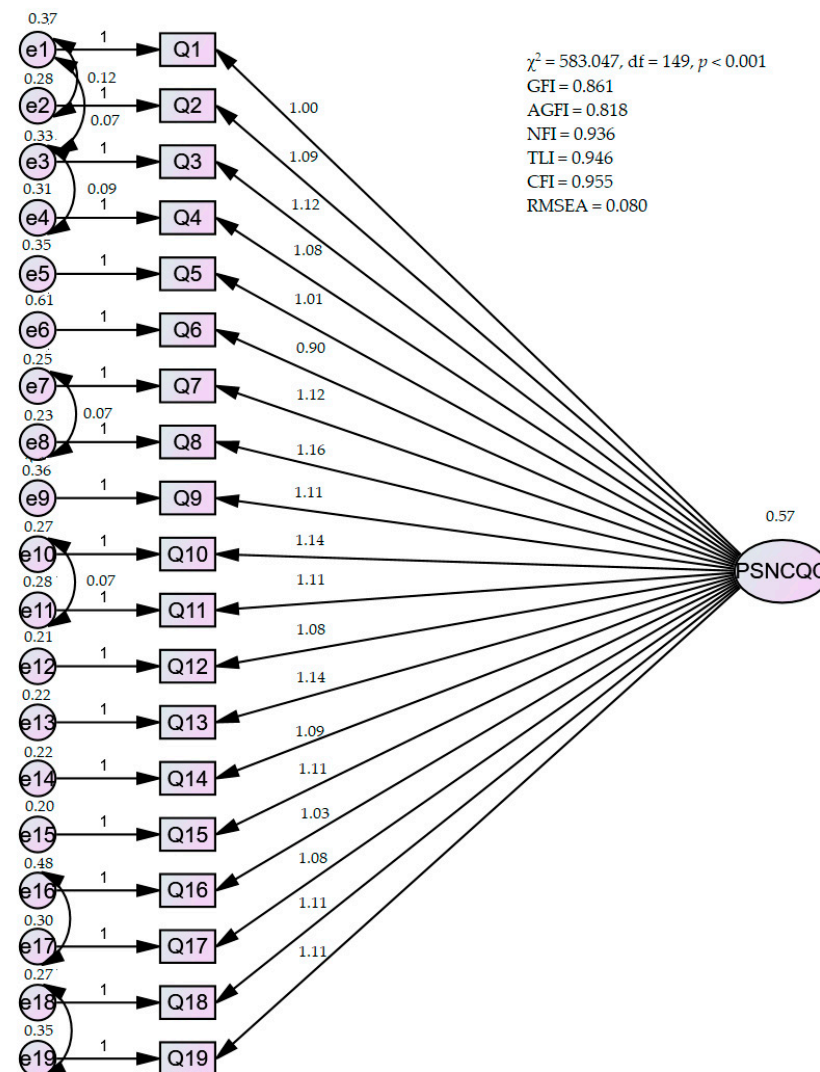 0.37
e1 1 Q1
0.28 0.12
e2 1 Q2
0.07
0.33
e3 1 Q3
0.31 0.09
e4 1 Q4
0.35
e5 1 Q5
0.61
e6 1 Q6
0.25
e7 1 Q7
0.23 0.07
e8 1 Q8
0.36
e9 1 Q9
0.27
e10 1 Q10
0.28 0.07
e11 1 Q11
0.21
e12 1 Q12
0.22
e13 1 Q13
0.22
e14 1 Q14
0.20
e15 1 Q15
0.48
e16 1 Q16
0.30
e17 1 Q17
0.27
e18 1 Q18
0.35
e19 1 Q19
1.00
1.09
1.12
1.08
1.01
0.90
1.12
1.16
1.11
1.14
1.11
1.08
1.14
1.09
1.11
1.03
1.08
1.11
1.11
χ² = 583.047, df = 149, p < 0.001
GFI = 0.861
AGFI = 0.818
NFI = 0.936
TLI = 0.946
CFI = 0.955
RMSEA = 0.080
0.57
PSNCQQ